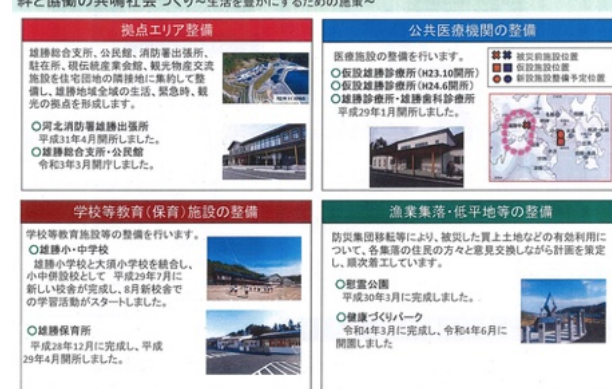 絆と協働の共鳴社会づくり~生活を豊かにするための施策~
拠点エリア整備
雄勝総合支所、公民館、消防署出張所、
駐在所、硯伝統産業会館、観光物産交流
施設を住宅団地の隣接地に集約して整
備し、雄勝地域全域の生活、緊急時、観
光の拠点を形成します。
○河北消防署雄勝出張所
平成31年4月開所しました。
○雄勝総合支所・公民館
令和3年3月開庁しました。
公共医療機関の整備
医療施設の整備を行います。
○仮設雄勝診療所(H23.10開所)
○仮設雄勝歯科診療所(H24.6開所)
○雄勝診療所・雄勝歯科診療所
平成29年1月開所しました。
被災前施設位置
仮設施設位置
新設施設整備予定位置
学校等教育(保育)施設の整備
学校等教育施設等の整備を行います。
○雄勝小・中学校
雄勝小学校と大須小学校を統合し、
小中併設校として 平成29年7月に
新しい校舎が完成し、8月新校舎で
の学習活動がスタートしました。
○雄勝保育所
平成28年12月に完成し、平成
29年4月開所しました。
漁業集落・低平地等の整備
防災集団移転等により、被災した買上土地などの有効利用に
ついて、各集落の住民の方々と意見交換しながら計画を策定
し、順次着工しています。
○慰霊公園
平成30年3月に完成しました。
○健康づくりパーク
令和4年3月に完成し、令和4年6月に
開園しました